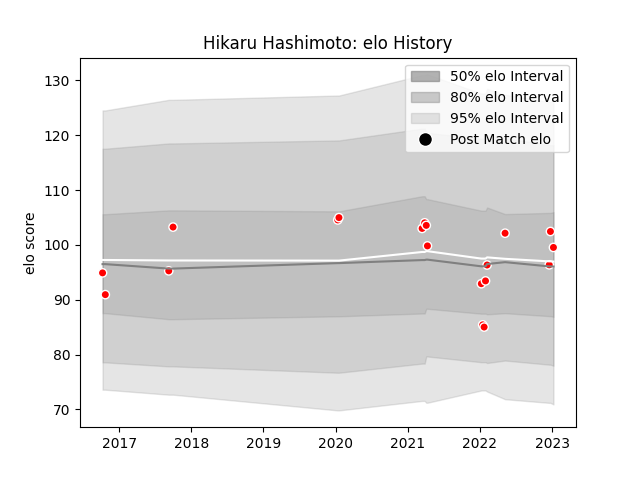 Hikaru Hashimoto: elo History
50% elo Interval
80% elo Interval
95% elo Interval
Post Match elo
elo score
130
120
110
100
90
80
70
2017 2018 2019 2020 2021 2022 2023